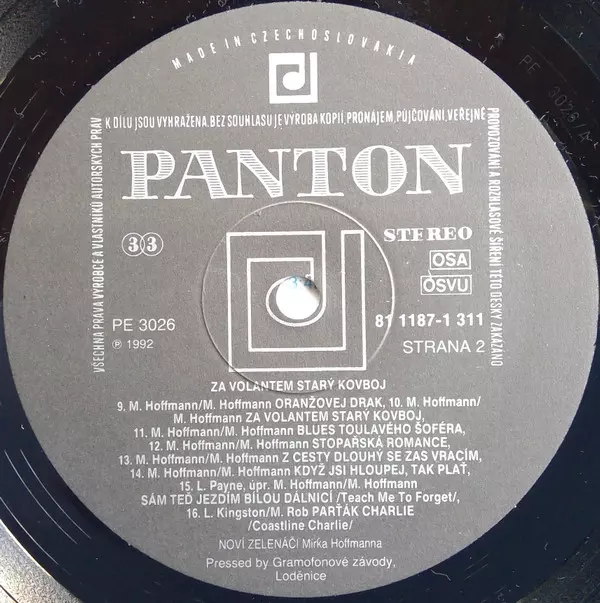 MADE IN CZECHOSLOVAKIA
VŠECHNA PRÁVA VÝROBCE A VLASTNÍKŮ AUTORSKÝCH PRÁV
K DÍLU JSOU VYHRAŽENA. BEZ SOUHLASU JE VÝROBA KOPIÍ, PRONÁJEM, PŮJČOVÁNÍ, VEŘEJNÉ
PROVOZOVÁNÍ A ROZHLASOVÉ ŠÍŘENÍ TÉTO DESKY ZAKÁZÁNO
PE 3026/A
PANTON
33
STEREO
OSA
OSVU
PE 3026
81 1187-1 311
℗ 1992
STRANA 2
ZA VOLANTEM STARÝ KOVBOJ
9. M. Hoffmann/M. Hoffmann ORANŽOVEJ DRAK, 10. M. Hoffmann/
M. Hoffmann ZA VOLANTEM STARÝ KOVBOJ,
11. M. Hoffmann/M. Hoffmann BLUES TOULAVÉHO ŠOFÉRA,
12. M. Hoffmann/M. Hoffmann STOPAŘSKÁ ROMANCE,
13. M. Hoffmann/M. Hoffmann Z CESTY DLOUHÝ SE ZAS VRACÍM,
14. M. Hoffmann/M. Hoffmann KDYŽ JSI HLOUPEJ, TAK PLAŤ,
15. L. Payne, úpr. M. Hoffmann/M. Hoffmann
SÁM TEĎ JEZDÍM BÍLOU DÁLNICÍ /Teach Me To Forget/,
16. L. Kingston/M. Rob PARŤÁK CHARLIE
/Coastline Charlie/
NOVÍ ZELENÁČI Mirka Hoffmanna
Pressed by Gramofonové závody,
Loděnice